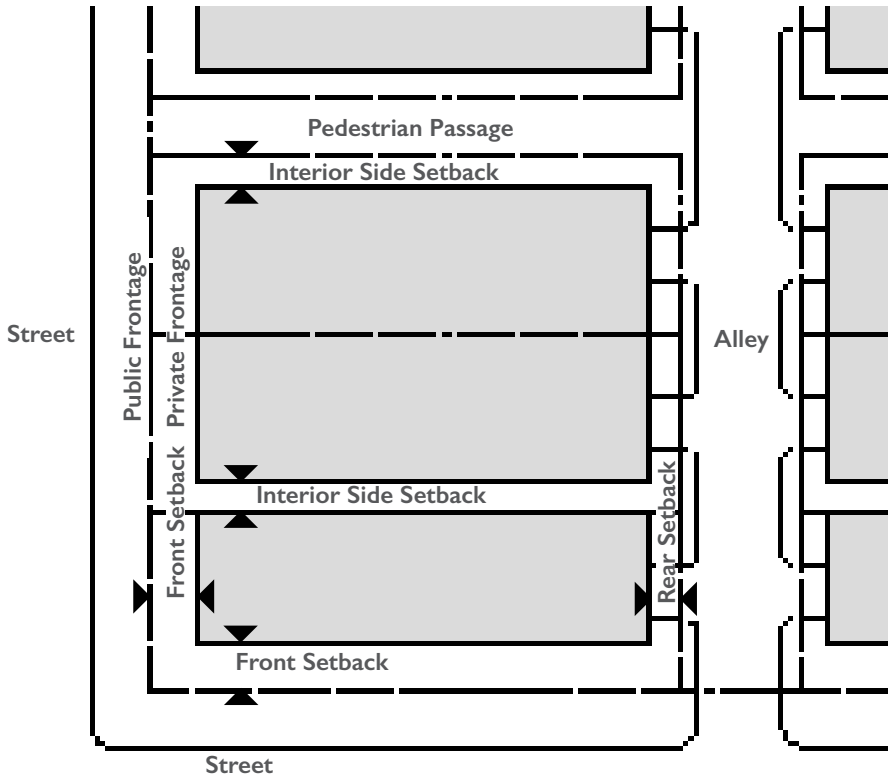 Pedestrian Passage
Interior Side Setback
Public Frontage
Private Frontage
Street
Alley
Front Setback
Interior Side Setback
Rear Setback
Front Setback
Street